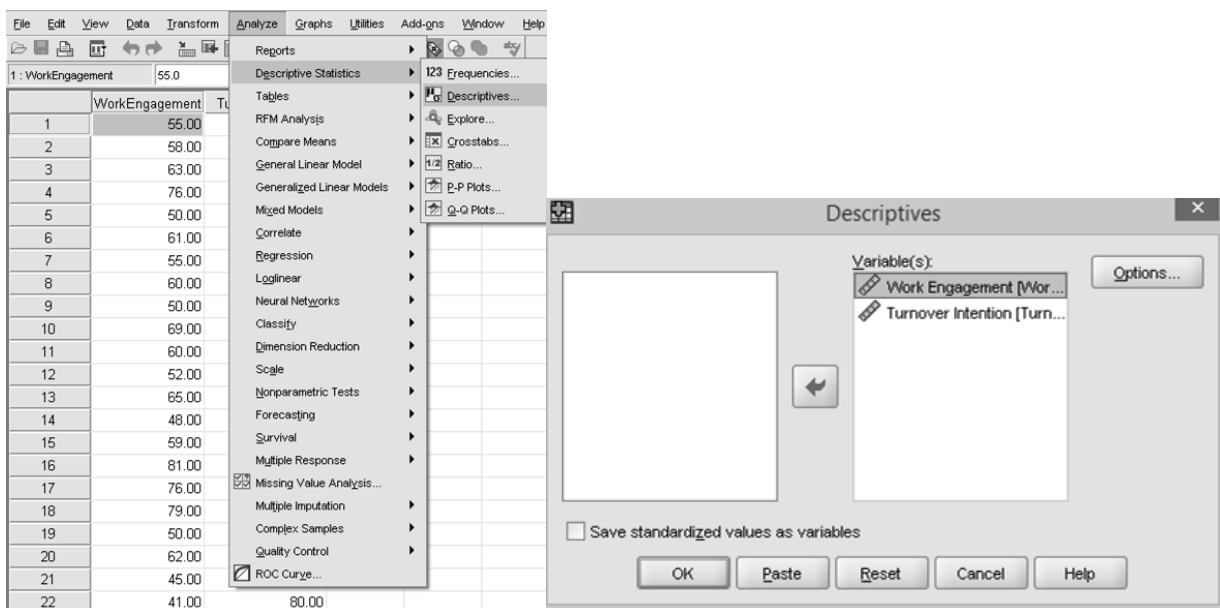 File Edit View Data Transform Analyze Graphs Utilities Add-ons Window Help
1 : WorkEngagement 55.0
WorkEngagement Tu
1 55.00
2 58.00
3 63.00
4 76.00
5 50.00
6 61.00
7 55.00
8 60.00
9 50.00
10 69.00
11 60.00
12 52.00
13 65.00
14 48.00
15 59.00
16 81.00
17 76.00
18 79.00
19 50.00
20 62.00
21 45.00
22 41.00 80.00
Reports
Descriptive Statistics
Tables
RFM Analysis
Compare Means
General Linear Model
Generalized Linear Models
Mixed Models
Correlate
Regression
Loglinear
Neural Networks
Classify
Dimension Reduction
Scale
Nonparametric Tests
Forecasting
Survival
Multiple Response
Missing Value Analysis...
Multiple Imputation
Complex Samples
Quality Control
ROC Curve...
123 Frequencies...
Descriptives...
Explore...
Crosstabs...
1/2 Ratio...
P-P Plots...
Q-Q Plots...
Descriptives
Variable(s):
Work Engagement [Wor...
Turnover Intention [Turn...
Options...
Save standardized values as variables
OK Paste Reset Cancel Help